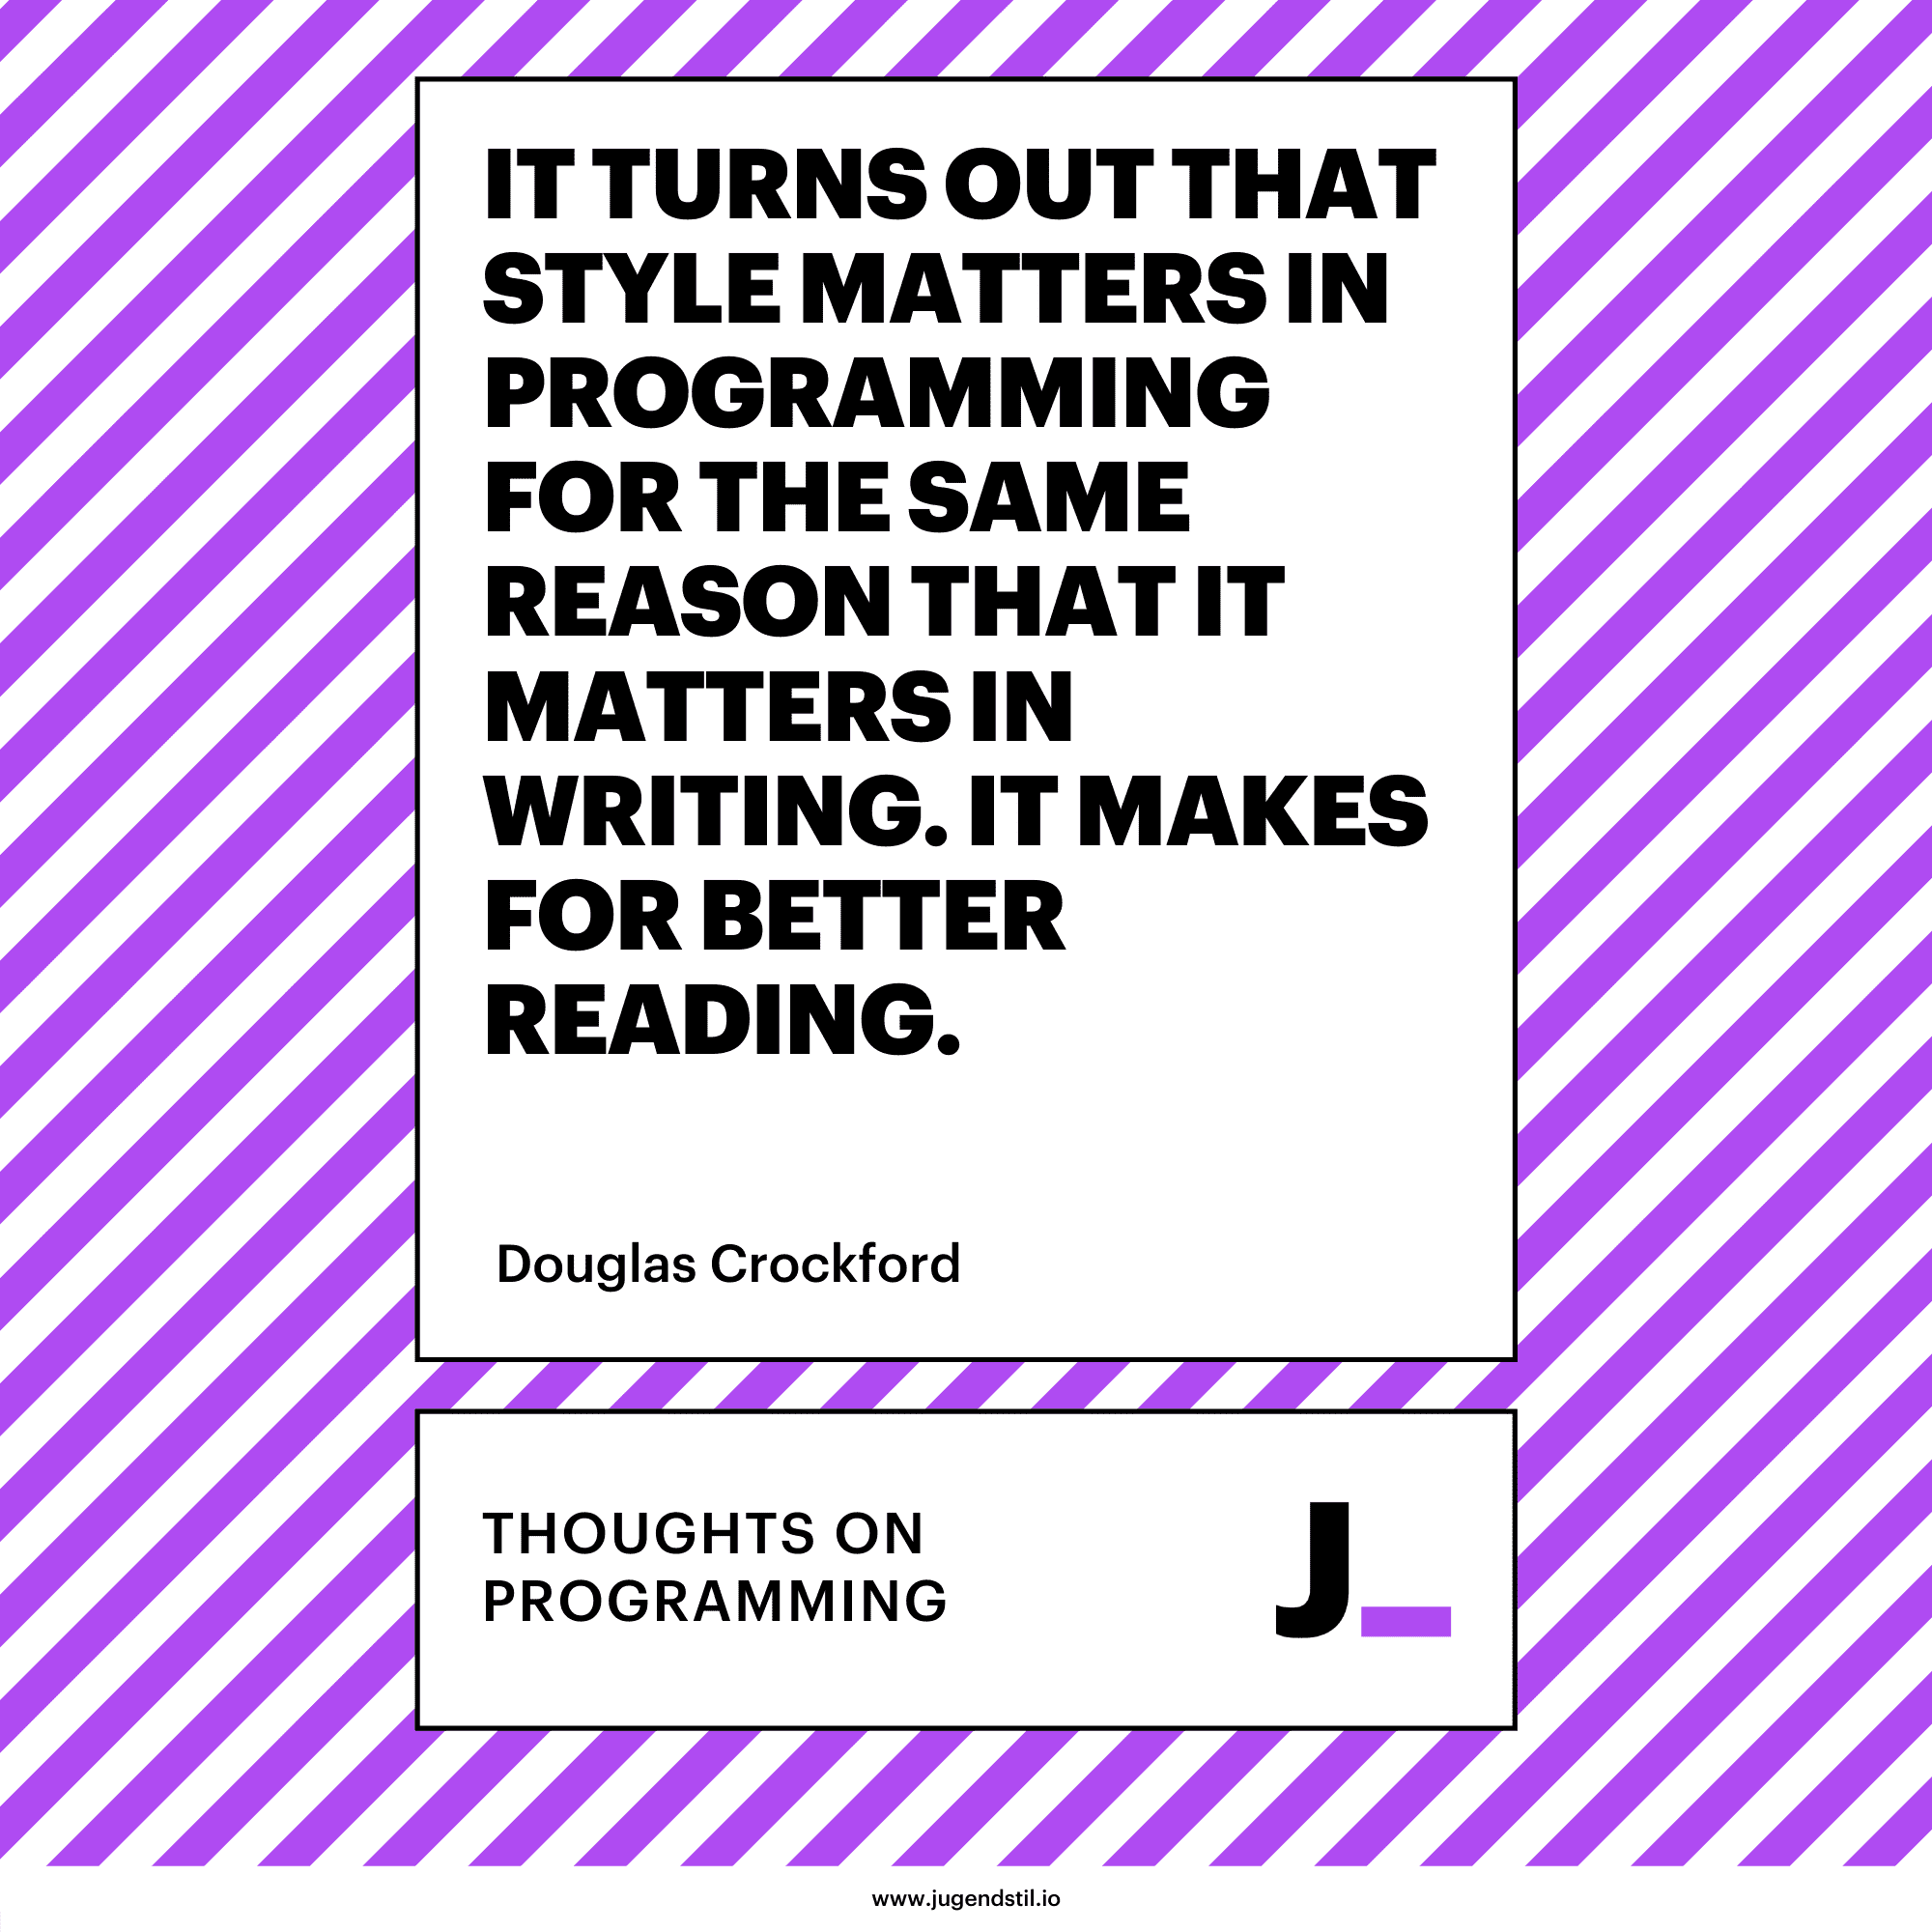 IT TURNS OUT THAT
STYLE MATTERS IN
PROGRAMMING
FOR THE SAME
REASON THAT IT
MATTERS IN
WRITING. IT MAKES
FOR BETTER
READING.
Douglas Crockford
THOUGHTS ON
PROGRAMMING
J_
www.jugendstil.io